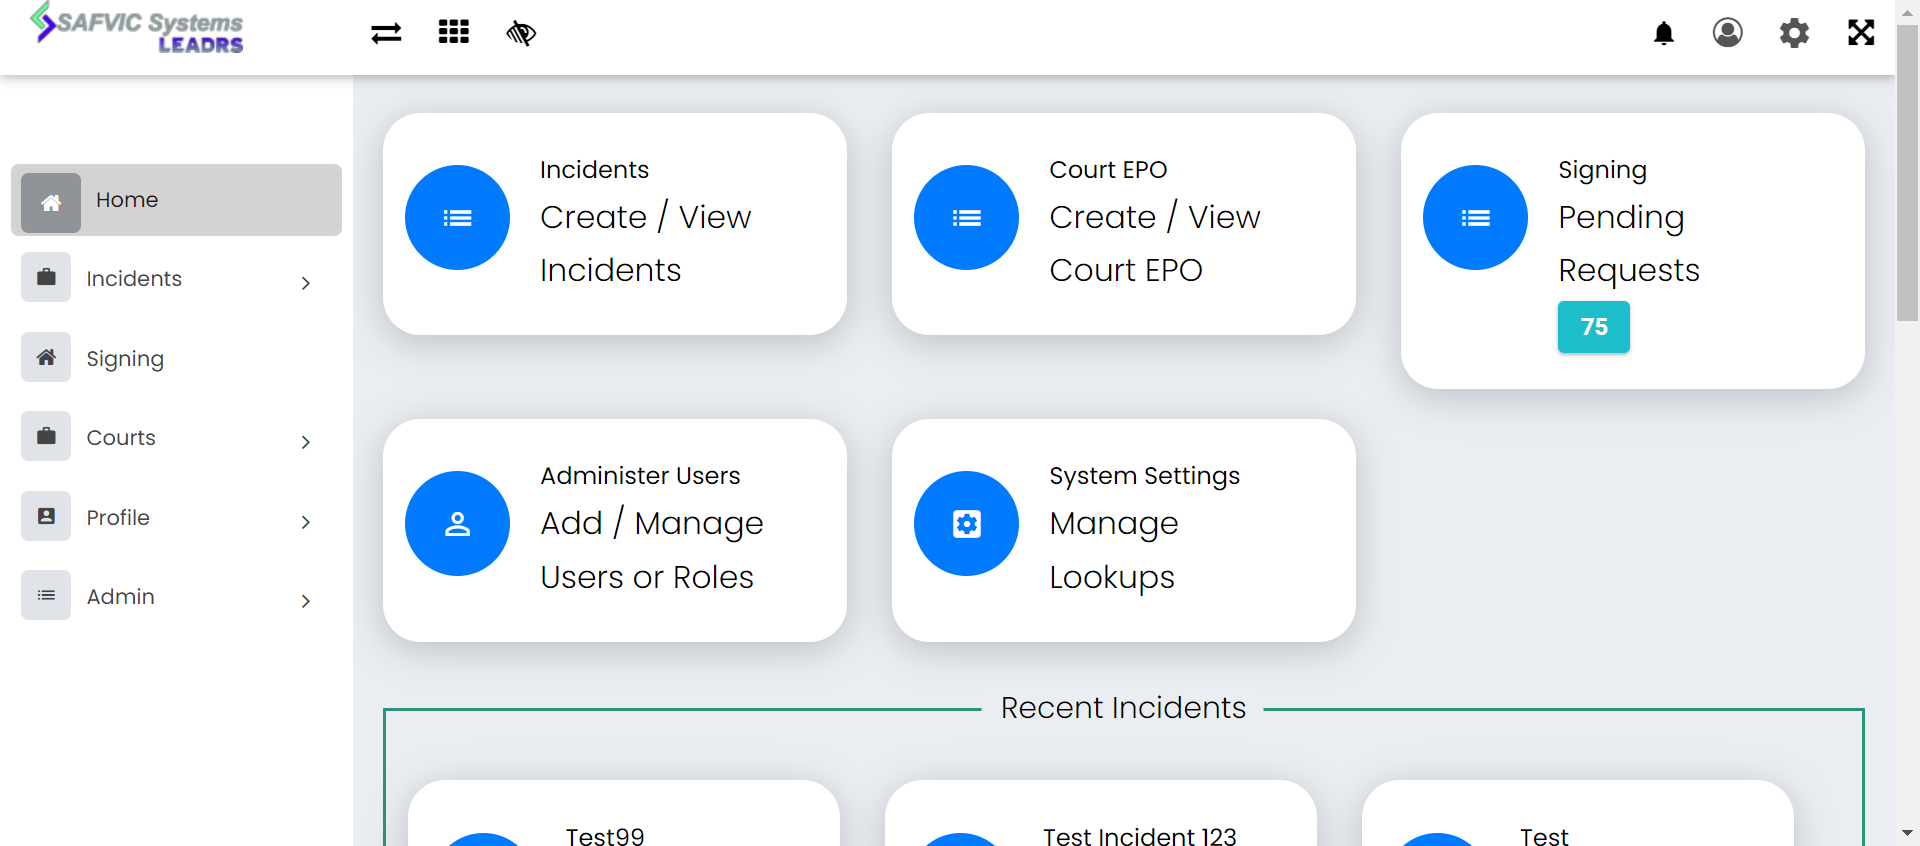 SAFVIC Systems
LEADRS
Home
Incidents
Signing
Courts
Profile
Admin
Incidents
Create / View
Incidents
Court EPO
Create / View
Court EPO
Signing
Pending
Requests
75
Administer Users
Add / Manage
Users or Roles
System Settings
Manage
Lookups
Recent Incidents
Test99
Test Incident 123
Test